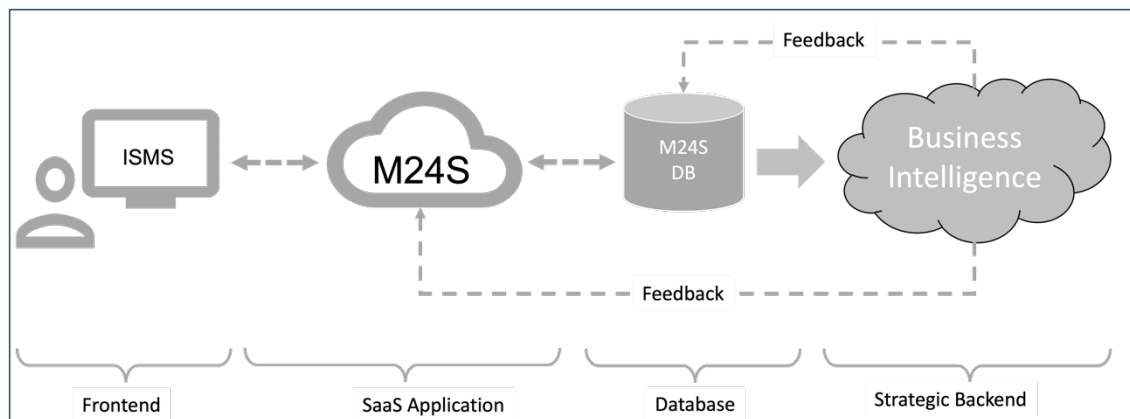 Feedback
ISMS
M24S
M24S
DB
Business
Intelligence
Feedback
Frontend
SaaS Application
Database
Strategic Backend